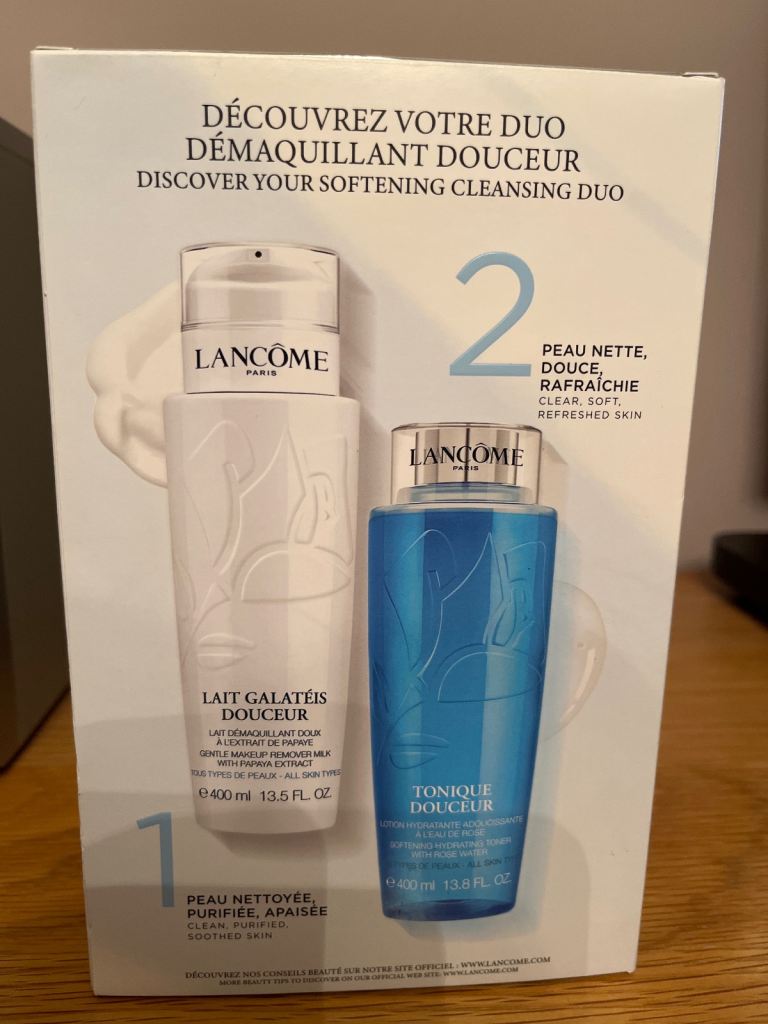 DÉCOUVREZ VOTRE DUO
DÉMAQUILLANT DOUCEUR
DISCOVER YOUR SOFTENING CLEANSING DUO
LANCÔME
PARIS
LAIT GALATÉIS
DOUCEUR
LAIT DÉMAQUILLANT DOUX
À L'EXTRAIT DE PAPAYE
GENTLE MAKEUP REMOVER MILK
WITH PAPAYA EXTRACT
TOUS TYPES DE PEAUX - ALL SKIN TYPES
℮ 400 ml 13.5 FL. OZ.
1
PEAU NETTOYÉE,
PURIFIÉE, APAISÉE
CLEAN, PURIFIED,
SOOTHED SKIN
2
PEAU NETTE,
DOUCE,
RAFRAÎCHIE
CLEAR, SOFT,
REFRESHED SKIN
LANCÔME
PARIS
TONIQUE
DOUCEUR
LOTION HYDRATANTE ADOUCISSANTE
À L'EAU DE ROSE
SOFTENING HYDRATING TONER
WITH ROSE WATER
TYPES DE PEAUX - ALL SKIN
℮ 400 ml 13.8 FL. OZ.
DÉCOUVREZ NOS CONSEILS BEAUTÉ SUR NOTRE SITE OFFICIEL : WWW.LANCOME.COM
MORE BEAUTY TIPS TO DISCOVER ON OUR OFFICIAL WEB SITE: WWW.LANCOME.COM